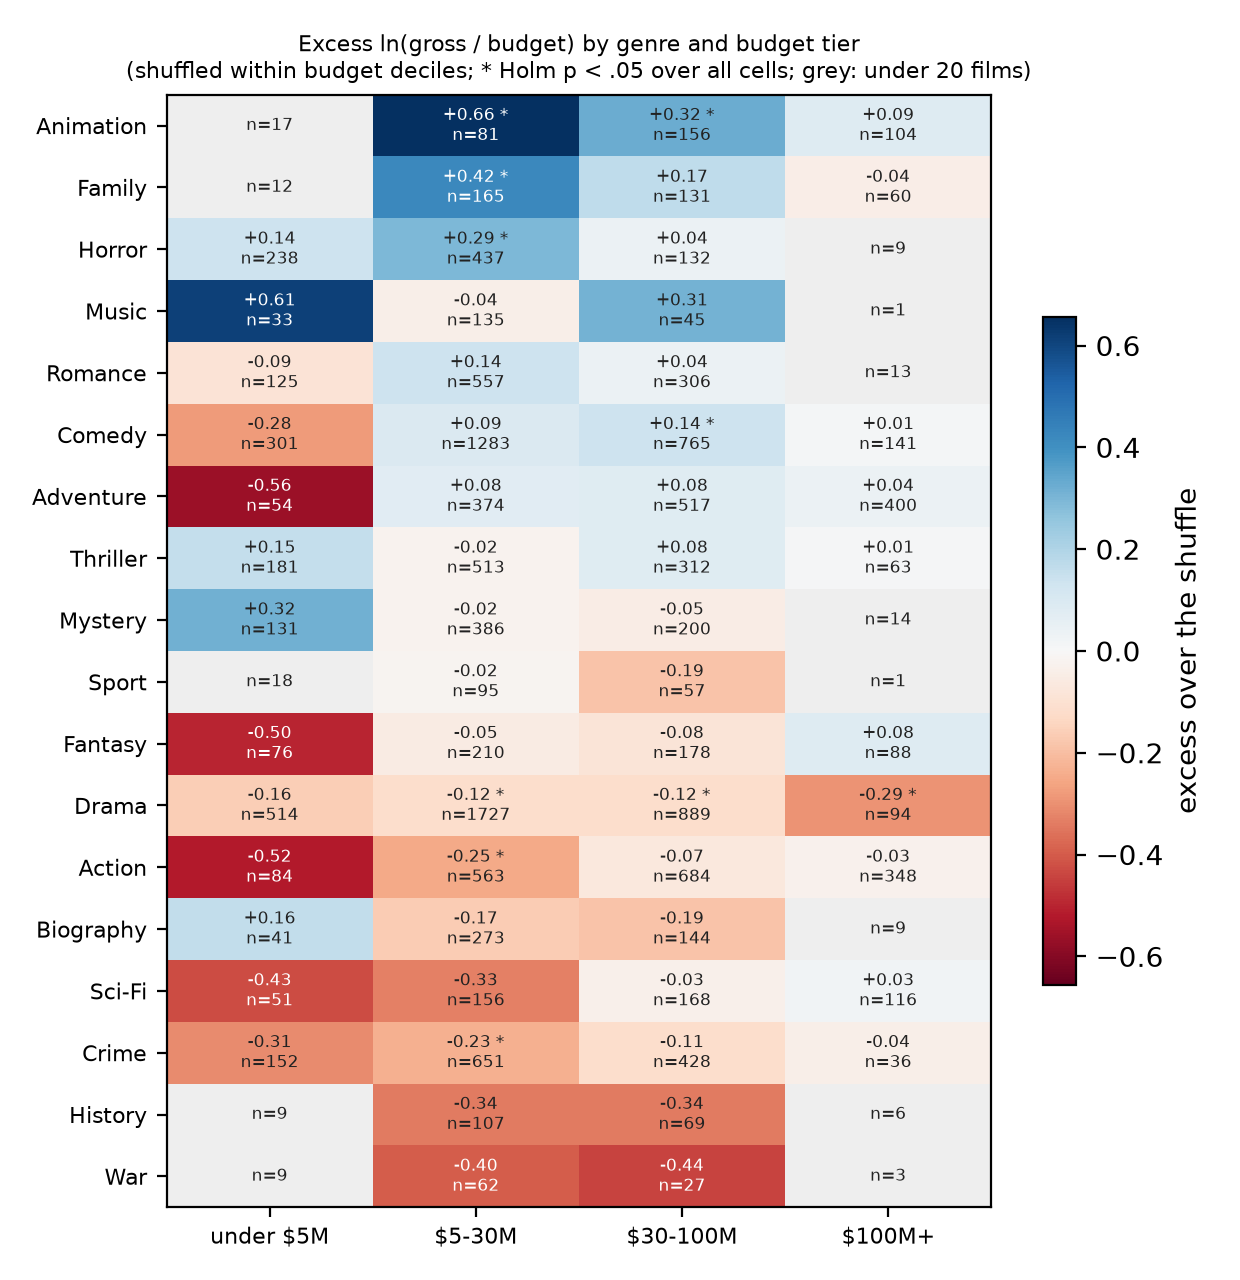 Excess ln(gross / budget) by genre and budget tier
(shuffled within budget deciles; * Holm p < .05 over all cells; grey: under 20 films)
Animation
n=17
+0.66 *
n=81
+0.32 *
n=156
+0.09
n=104
Family
n=12
+0.42 *
n=165
+0.17
n=131
-0.04
n=60
Horror
+0.14
n=238
+0.29 *
n=437
+0.04
n=132
n=9
Music
+0.61
n=33
-0.04
n=135
+0.31
n=45
n=1
Romance
-0.09
n=125
+0.14
n=557
+0.04
n=306
n=13
Comedy
-0.28
n=301
+0.09
n=1283
+0.14 *
n=765
+0.01
n=141
Adventure
-0.56
n=54
+0.08
n=374
+0.08
n=517
+0.04
n=400
Thriller
+0.15
n=181
-0.02
n=513
+0.08
n=312
+0.01
n=63
Mystery
+0.32
n=131
-0.02
n=386
-0.05
n=200
n=14
Sport
n=18
-0.02
n=95
-0.19
n=57
n=1
Fantasy
-0.50
n=76
-0.05
n=210
-0.08
n=178
+0.08
n=88
Drama
-0.16
n=514
-0.12 *
n=1727
-0.12 *
n=889
-0.29 *
n=94
Action
-0.52
n=84
-0.25 *
n=563
-0.07
n=684
-0.03
n=348
Biography
+0.16
n=41
-0.17
n=273
-0.19
n=144
n=9
Sci-Fi
-0.43
n=51
-0.33
n=156
-0.03
n=168
+0.03
n=116
Crime
-0.31
n=152
-0.23 *
n=651
-0.11
n=428
-0.04
n=36
History
n=9
-0.34
n=107
-0.34
n=69
n=6
War
n=9
-0.40
n=62
-0.44
n=27
n=3
under $5M
$5-30M
$30-100M
$100M+
0.6
0.4
0.2
0.0
−0.2
−0.4
−0.6
excess over the shuffle